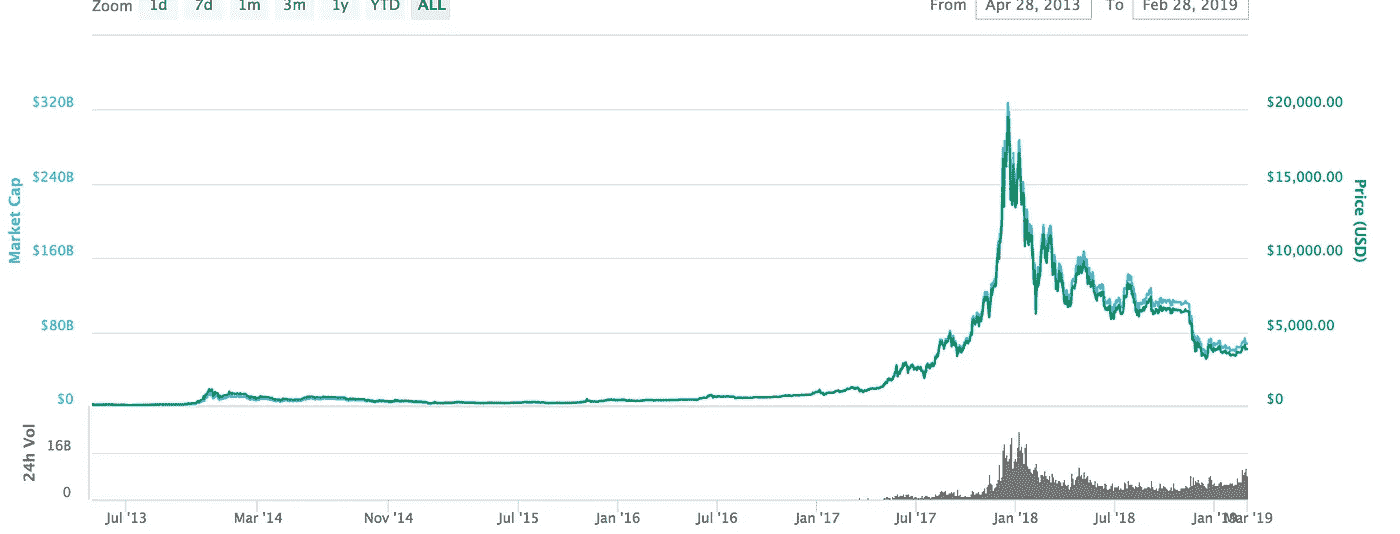 Zoom 1d 7d 1m 3m 1y YTD ALL From Apr 28, 2013 To Feb 28, 2019
$320B $20,000.00
$240B $15,000.00
Market Cap
Price (USD)
$160B $10,000.00
$80B $5,000.00
$0 $0
24h Vol
16B
0
Jul '13 Mar '14 Nov '14 Jul '15 Jan '16 Jul '16 Jan '17 Jul '17 Jan '18 Jul '18 Jan '19 Mar '19